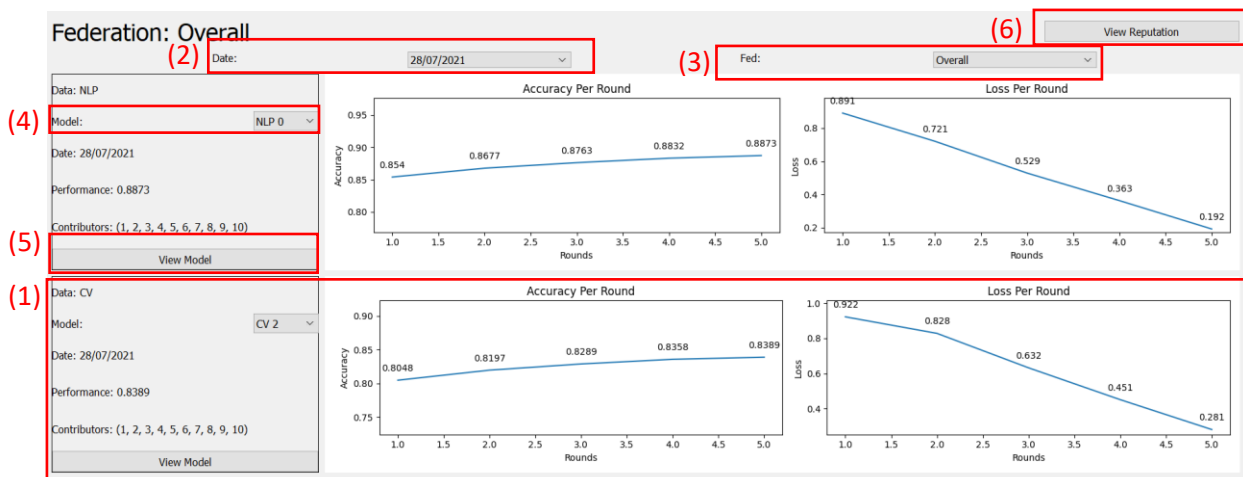 Federation: Overall
(6)
View Reputation
(2)
Date:
28/07/2021
(3)
Fed:
Overall
Data: NLP
(4)
Model:
NLP 0
Date: 28/07/2021
Performance: 0.8873
Contributors: (1, 2, 3, 4, 5, 6, 7, 8, 9, 10)
(5)
View Model
Accuracy Per Round
0.95
0.90
0.85
0.80
Accuracy
0.854
0.8677
0.8763
0.8832
0.8873
1.0 1.5 2.0 2.5 3.0 3.5 4.0 4.5 5.0
Rounds
Loss Per Round
0.8
0.6
0.4
0.2
Loss
0.891
0.721
0.529
0.363
0.192
1.0 1.5 2.0 2.5 3.0 3.5 4.0 4.5 5.0
Rounds
(1)
Data: CV
Model:
CV 2
Date: 28/07/2021
Performance: 0.8389
Contributors: (1, 2, 3, 4, 5, 6, 7, 8, 9, 10)
View Model
Accuracy Per Round
0.90
0.85
0.80
0.75
Accuracy
0.8048
0.8197
0.8289
0.8358
0.8389
1.0 1.5 2.0 2.5 3.0 3.5 4.0 4.5 5.0
Rounds
Loss Per Round
1.0
0.8
0.6
0.4
Loss
0.922
0.828
0.632
0.451
0.281
1.0 1.5 2.0 2.5 3.0 3.5 4.0 4.5 5.0
Rounds